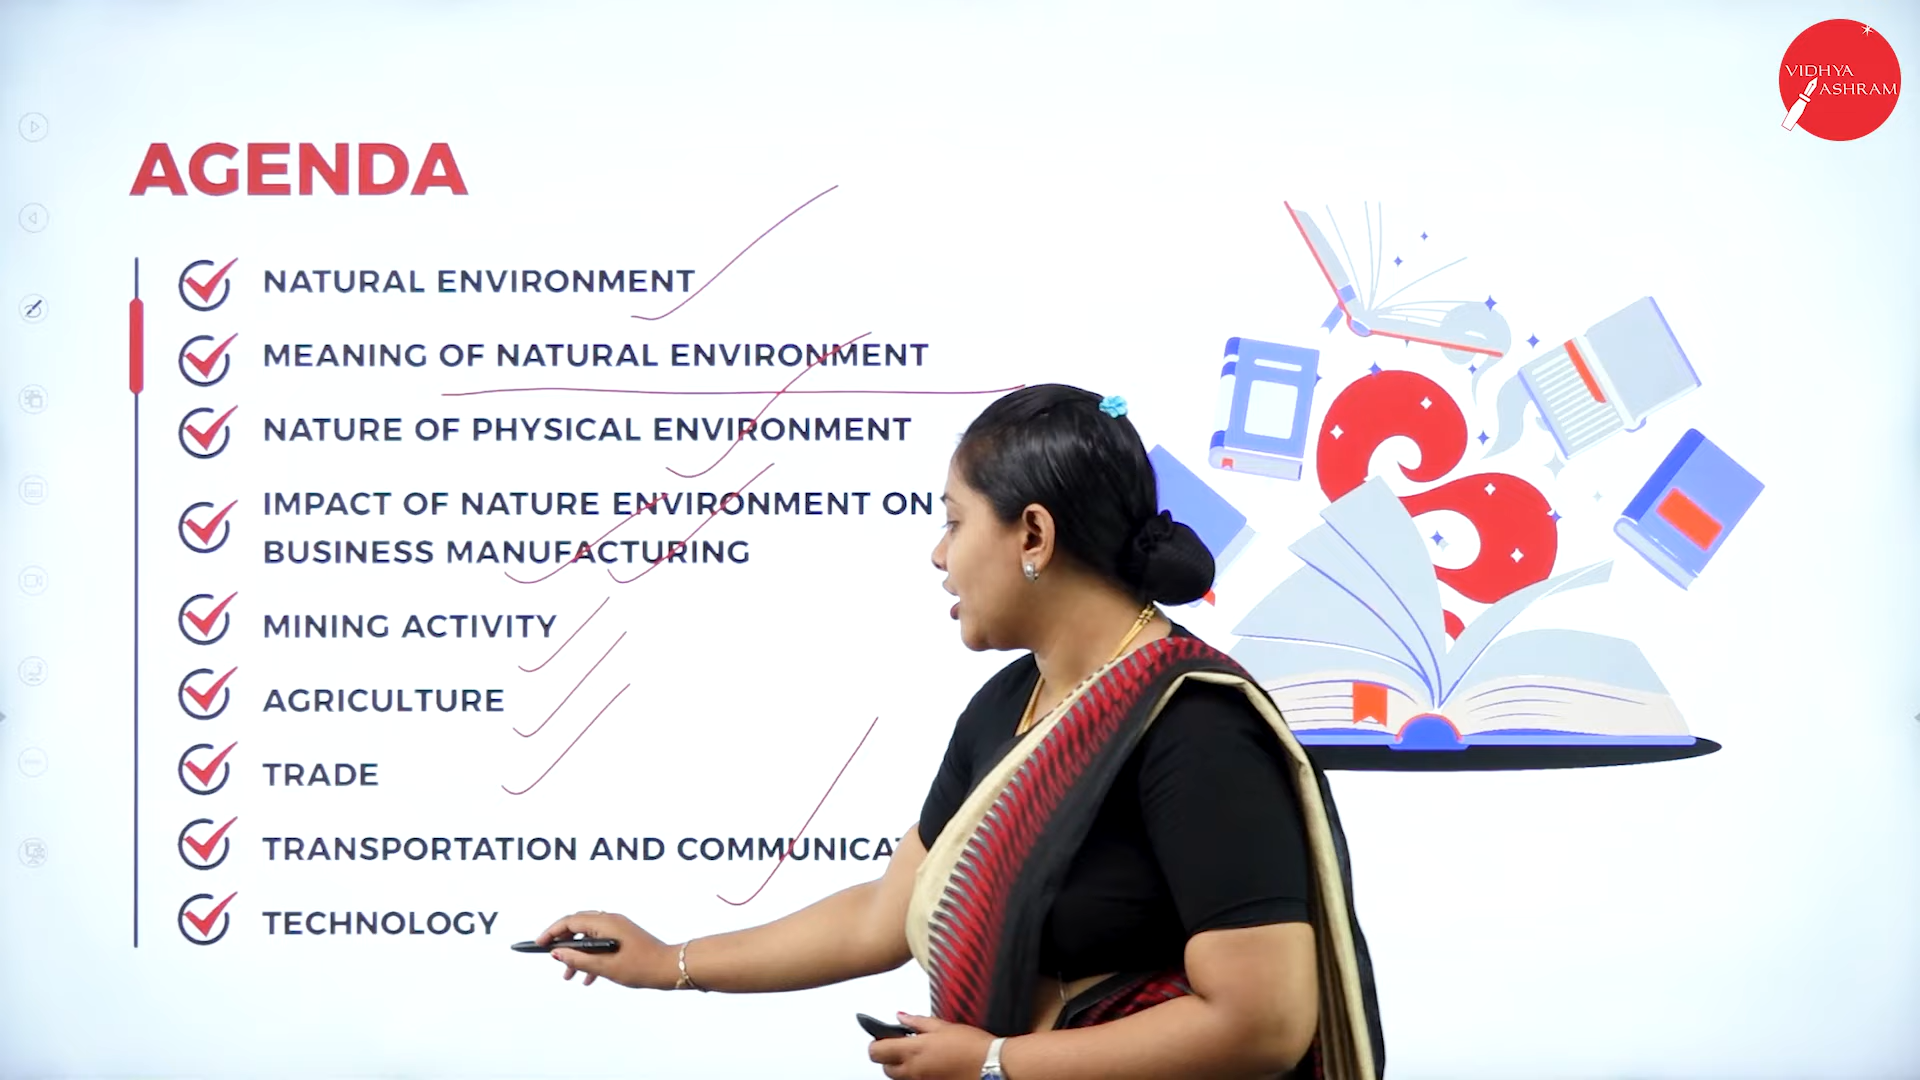 VIDHYA
ASHRAM
AGENDA
NATURAL ENVIRONMENT
MEANING OF NATURAL ENVIRONMENT
NATURE OF PHYSICAL ENVIRONMENT
IMPACT OF NATURE ENVIRONMENT ON
BUSINESS MANUFACTURING
MINING ACTIVITY
AGRICULTURE
TRADE
TRANSPORTATION AND
TECHNOLOGY